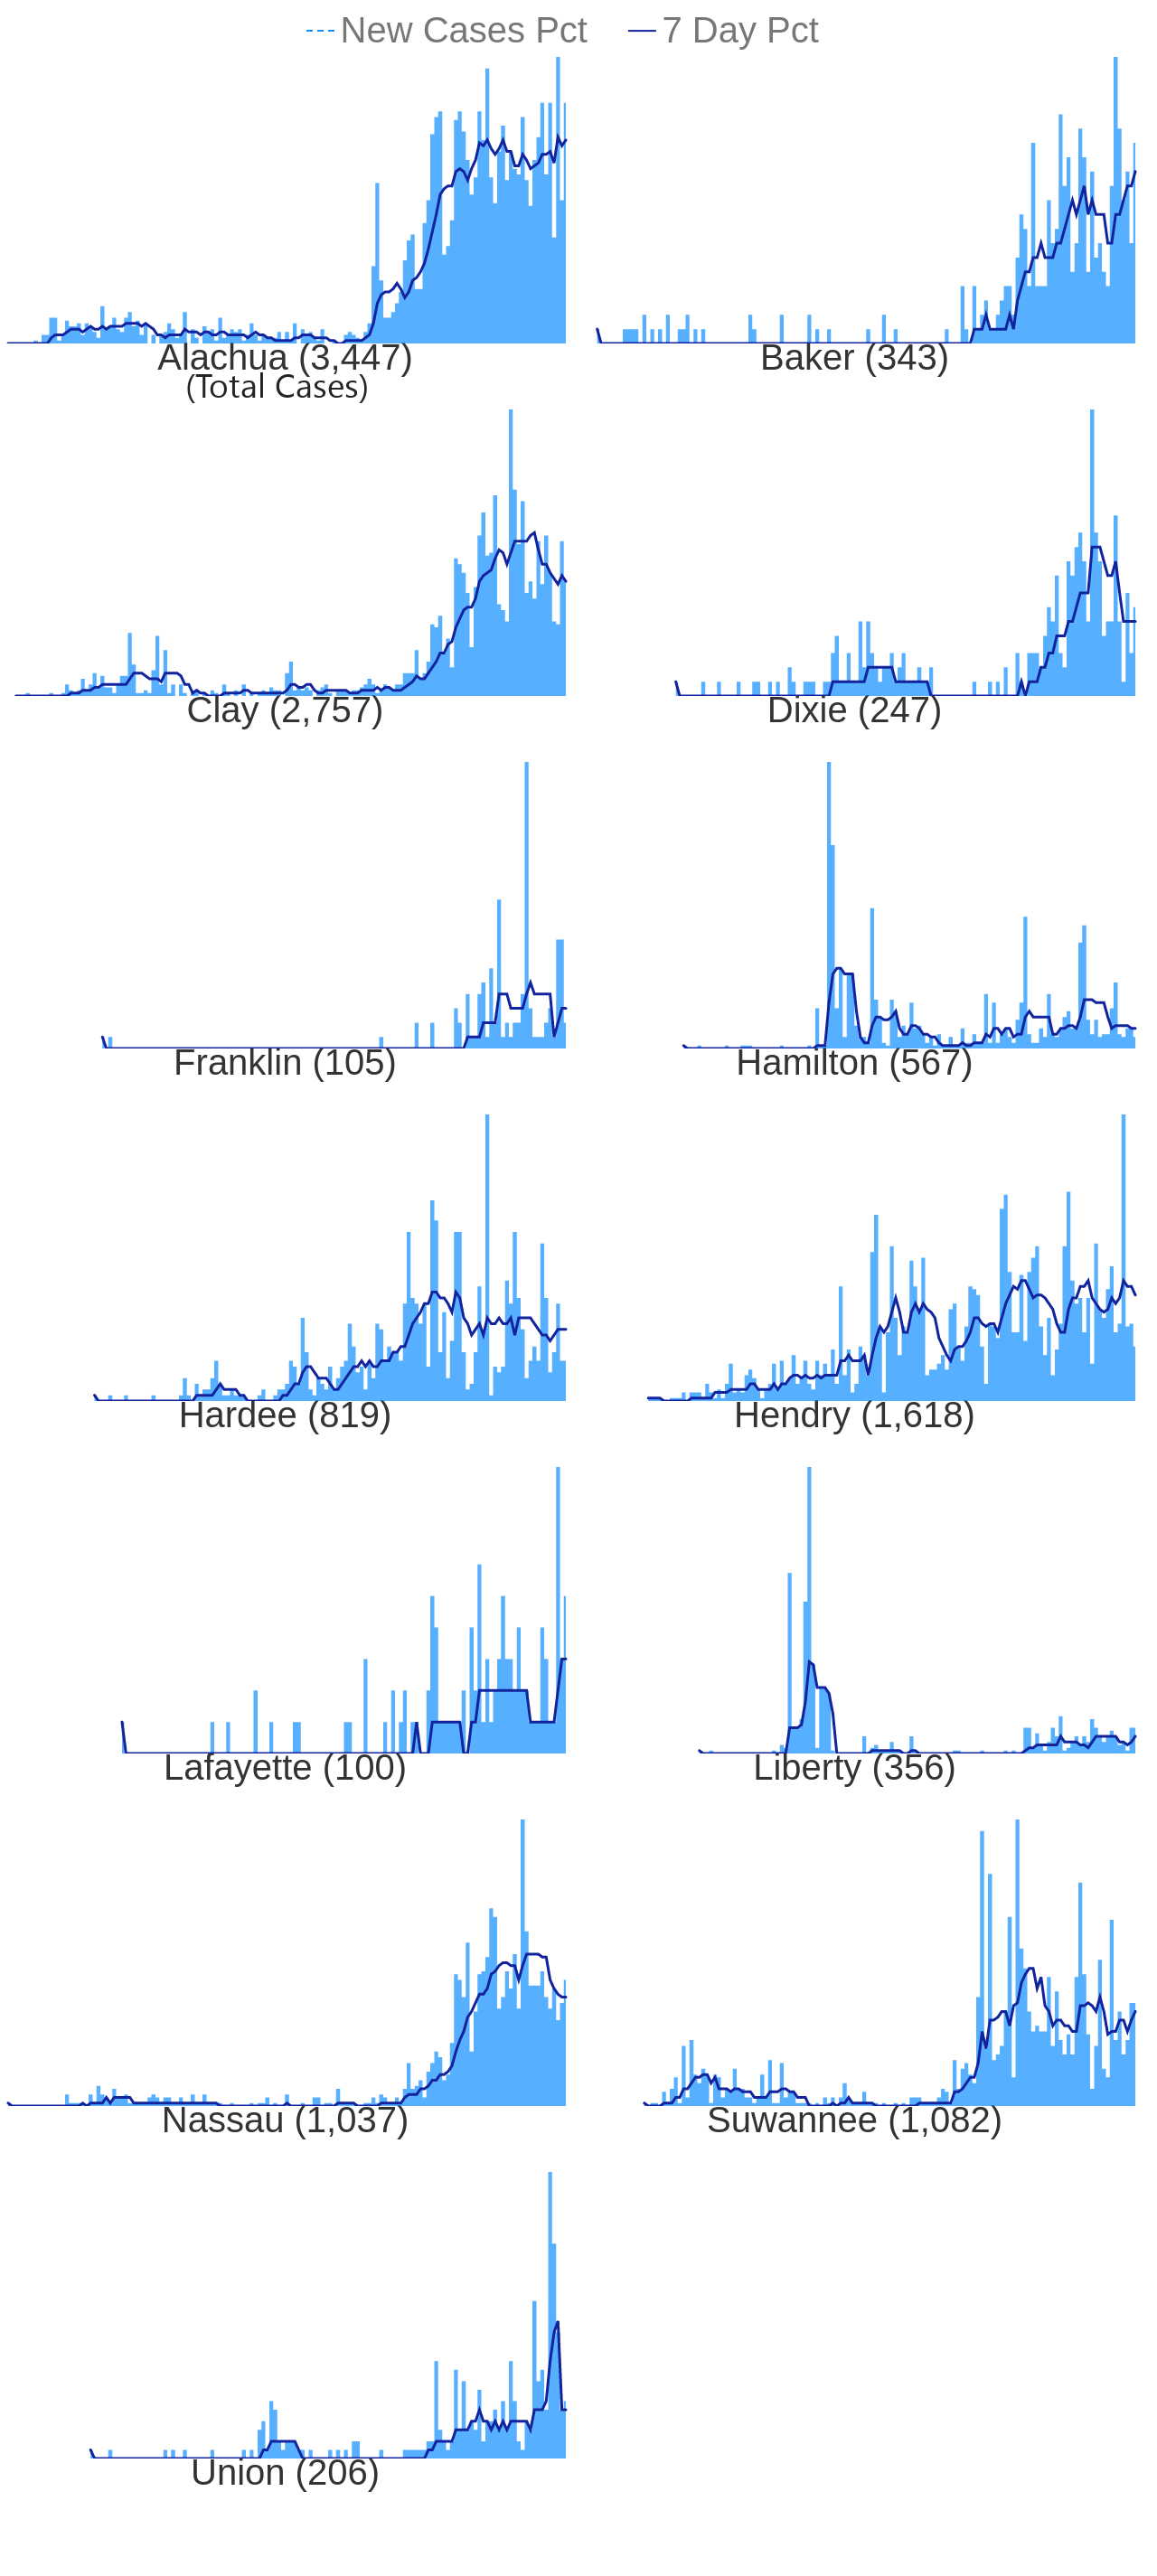 New Cases Pct 7 Day Pct
Alachua (3,447) Baker (343)
(Total Cases)
Clay (2,757) Dixie (247)
Franklin (105) Hamilton (567)
Hardee (819) Hendry (1,618)
Lafayette (100) Liberty (356)
Nassau (1,037) Suwannee (1,082)
Union (206)